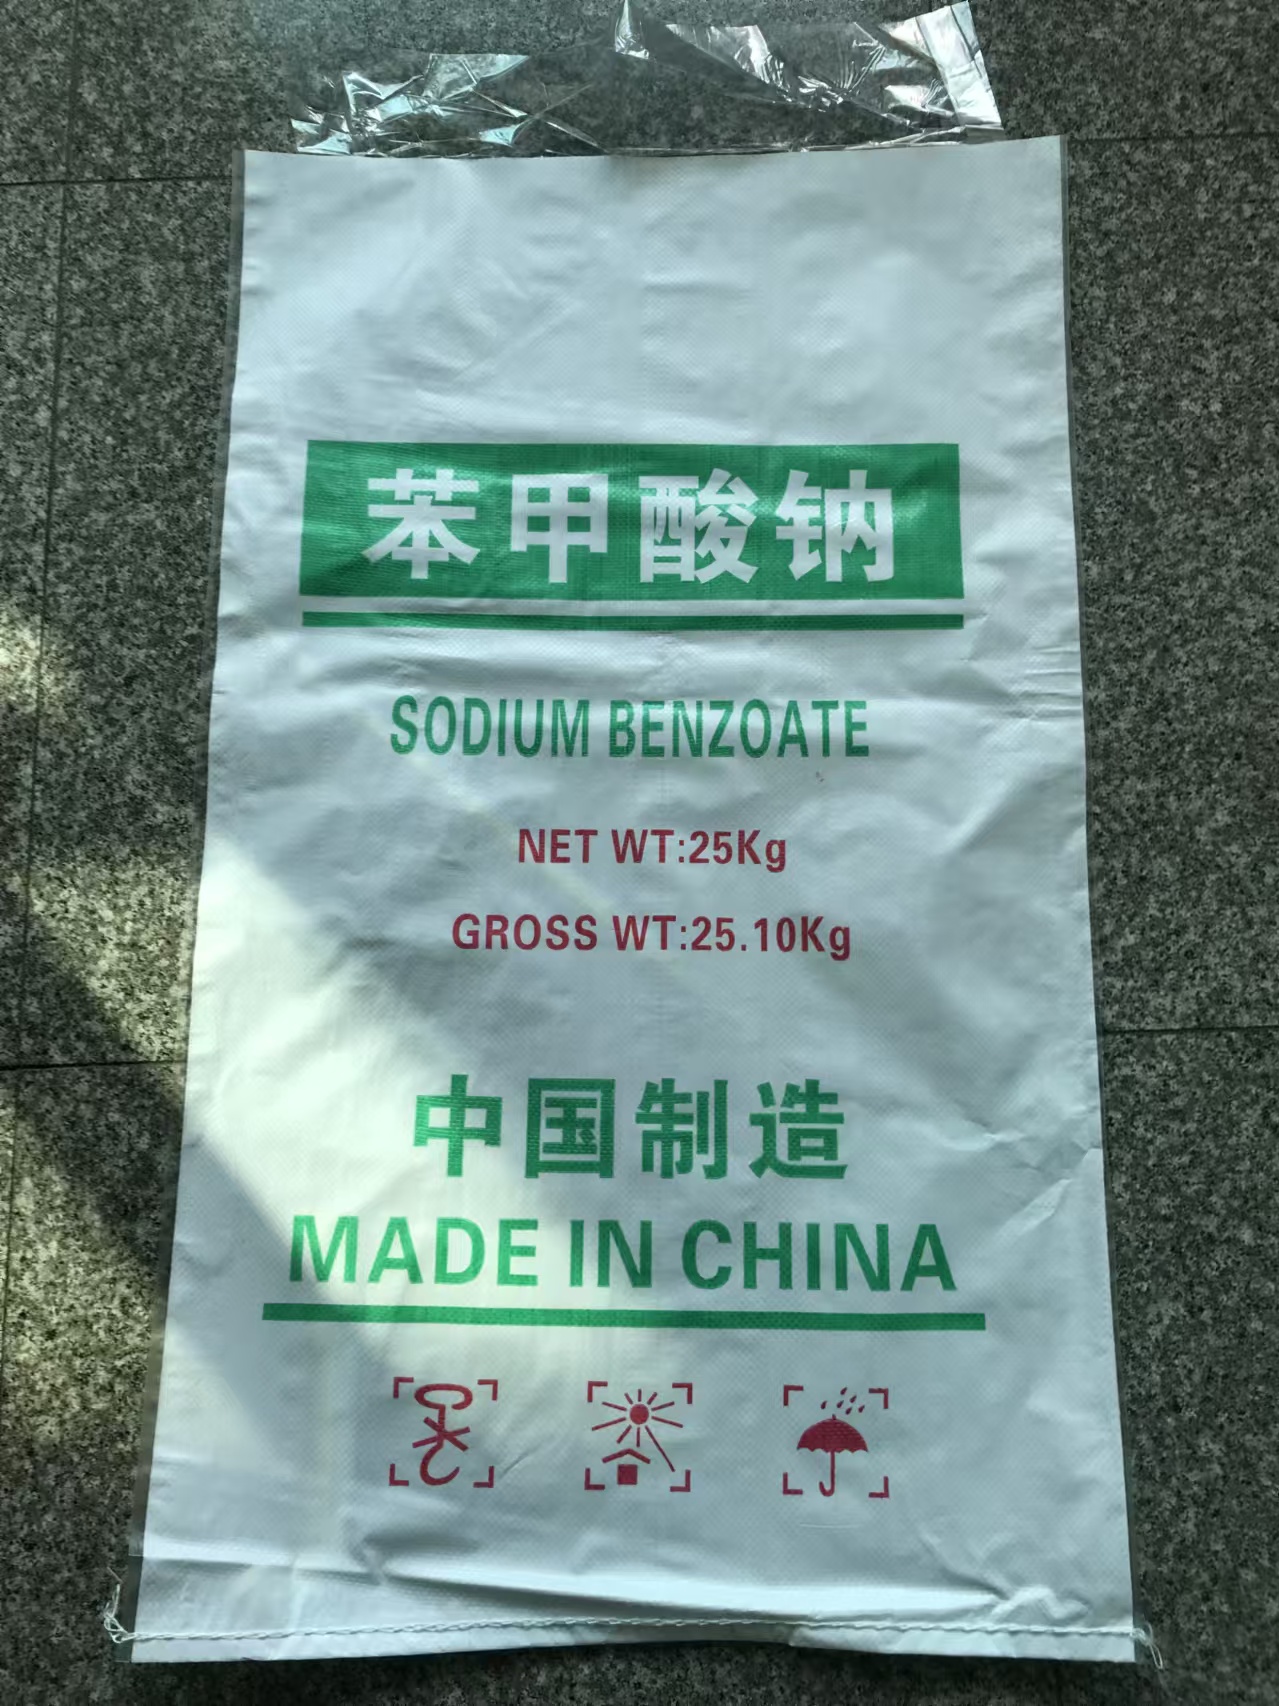 苯甲酸钠
SODIUM BENZOATE
NET WT:25Kg
GROSS WT:25.10Kg
中国制造
MADE IN CHINA